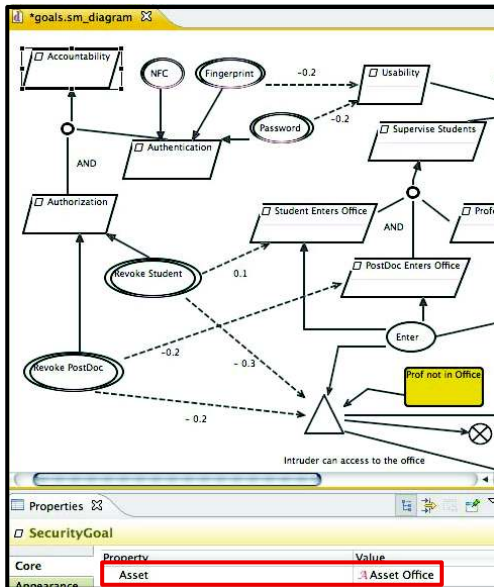 *goals.sm_diagram
Accountability
NFC
Fingerprint
-0.2
Usability
Password
-0.2
Supervise Students
Authentication
AND
Authorization
Student Enters Office
AND
Prof
PostDoc Enters Office
Revoke Student
0.1
Enter
-0.2
- 0.3
Revoke PostDoc
Prof not in Office
- 0.2
Intruder can access to the office
Properties
SecurityGoal
Property
Value
Core
Asset
Asset Office
Appearance